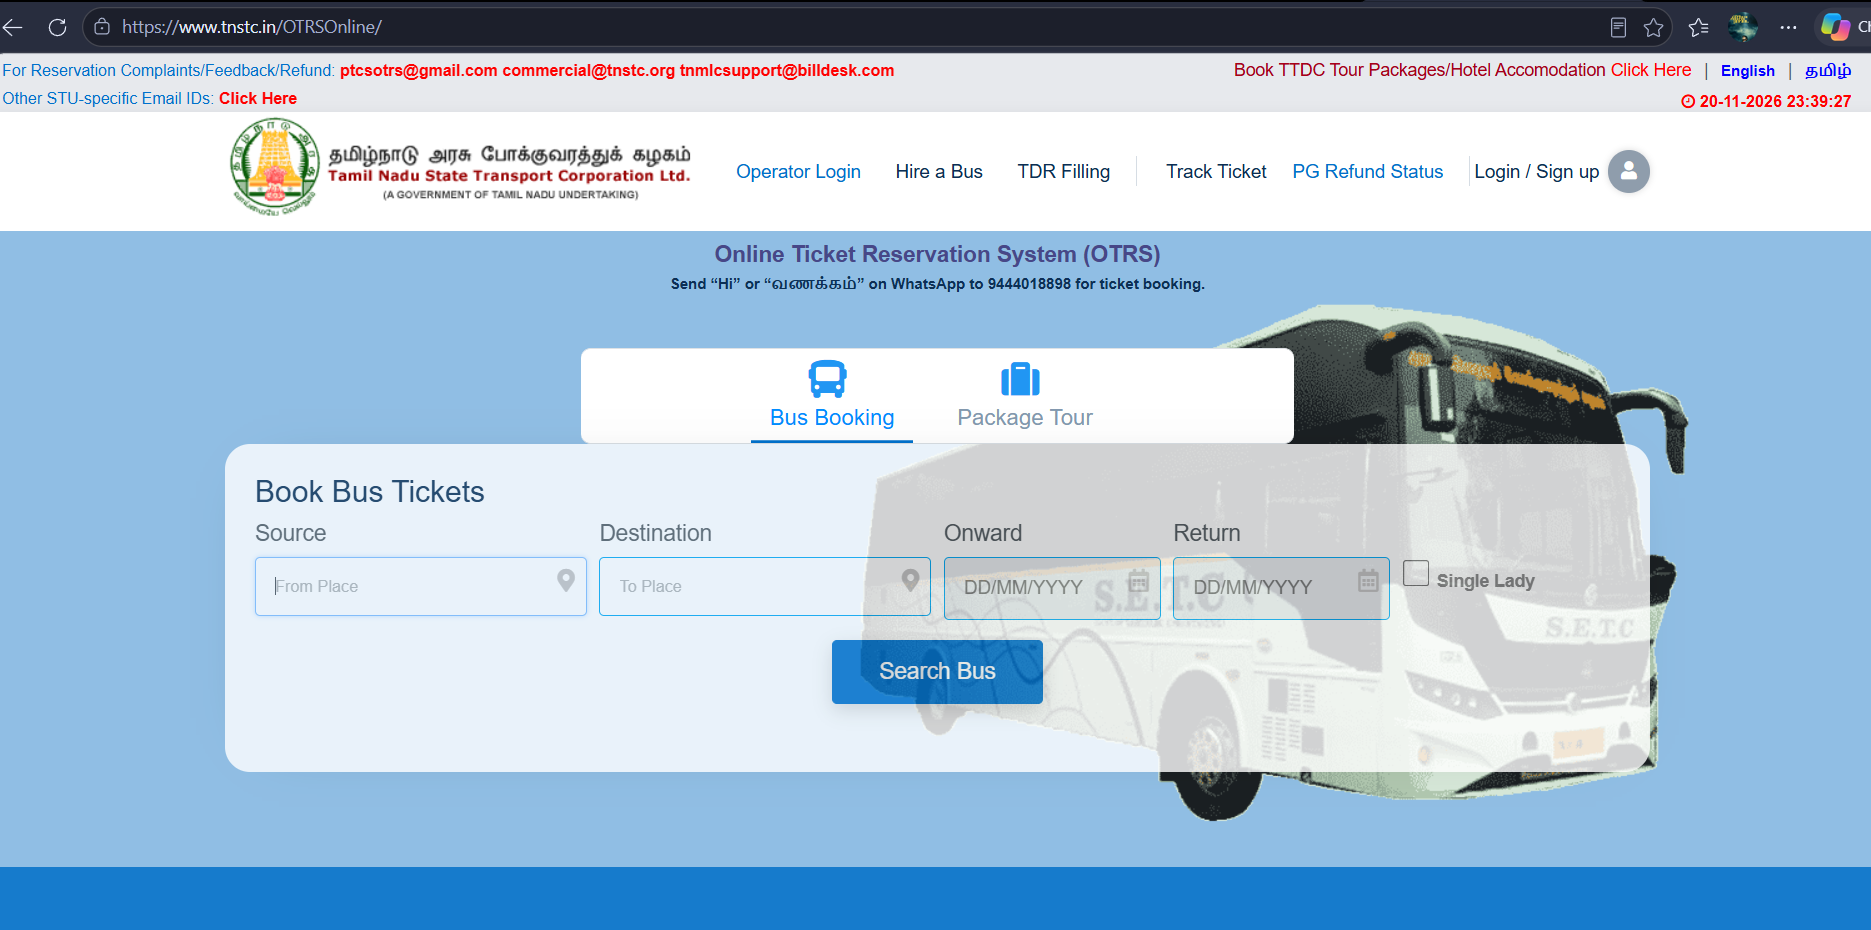 https://www.tnstc.in/OTRSOnline/
For Reservation Complaints/Feedback/Refund: ptcsotrs@gmail.com commercial@tnstc.org tnmlcsupport@billdesk.com
Book TTDC Tour Packages/Hotel Accomodation Click Here | English | தமிழ்
Other STU-specific Email IDs: Click Here
20-11-2026 23:39:27
தமிழ்நாடு அரசு போக்குவரத்துக் கழகம்
Tamil Nadu State Transport Corporation Ltd.
(A GOVERNMENT OF TAMIL NADU UNDERTAKING)
Operator Login
Hire a Bus
TDR Filling
Track Ticket
PG Refund Status
Login / Sign up
Online Ticket Reservation System (OTRS)
Send “Hi” or “வணக்கம்” on WhatsApp to 9444018898 for ticket booking.
Bus Booking
Package Tour
Book Bus Tickets
Source
Destination
Onward
Return
From Place
To Place
DD/MM/YYYY
DD/MM/YYYY
Single Lady
S.E.T.C
S.E.T.C
Search Bus